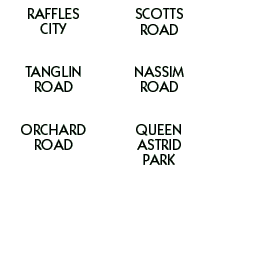 RAFFLES
CITY
SCOTTS
ROAD
TANGLIN
ROAD
NASSIM
ROAD
ORCHARD
ROAD
QUEEN
ASTRID
PARK